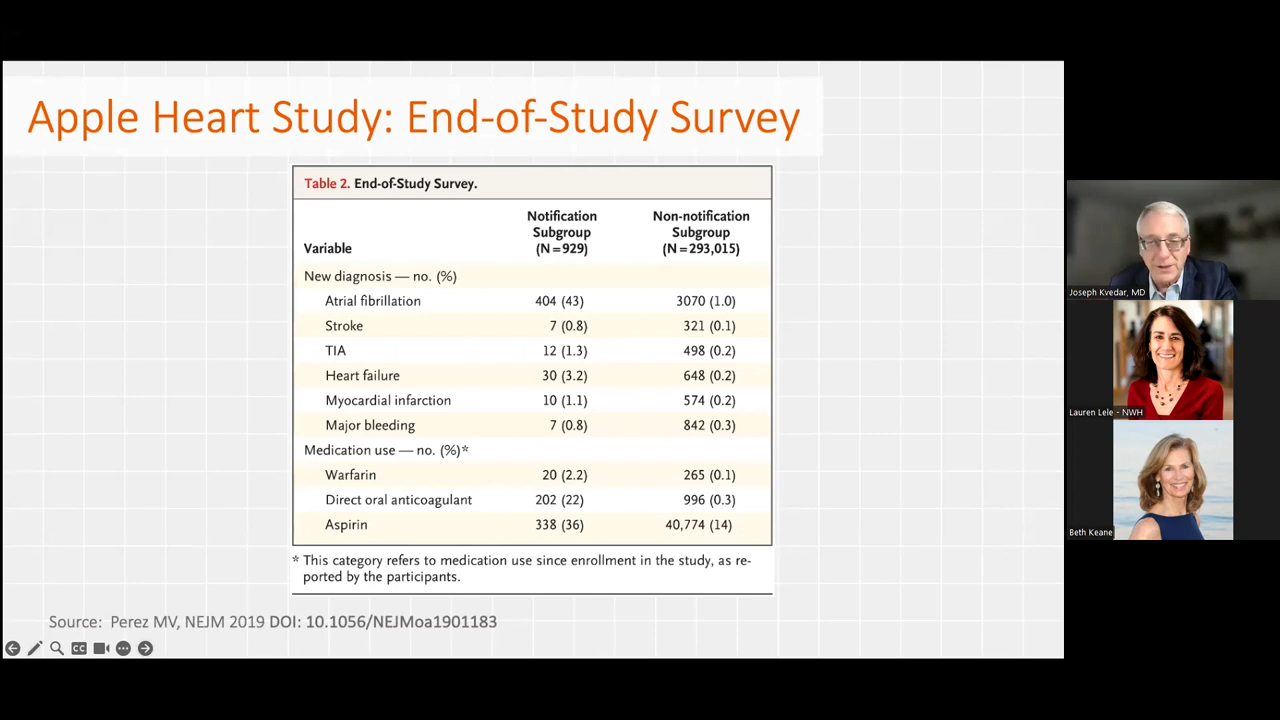 Apple Heart Study: End-of-Study Survey
Table 2. End-of-Study Survey.
Variable
Notification
Subgroup
(N=929)
Non-notification
Subgroup
(N=293,015)
New diagnosis — no. (%)
Atrial fibrillation 404 (43) 3070 (1.0)
Stroke 7 (0.8) 321 (0.1)
TIA 12 (1.3) 498 (0.2)
Heart failure 30 (3.2) 648 (0.2)
Myocardial infarction 10 (1.1) 574 (0.2)
Major bleeding 7 (0.8) 842 (0.3)
Medication use — no. (%)*
Warfarin 20 (2.2) 265 (0.1)
Direct oral anticoagulant 202 (22) 996 (0.3)
Aspirin 338 (36) 40,774 (14)
* This category refers to medication use since enrollment in the study, as re-
ported by the participants.
Source: Perez MV, NEJM 2019 DOI: 10.1056/NEJMoa1901183
CC
Joseph Kvedar, MD
Lauren Lele - NWH
Beth Keane